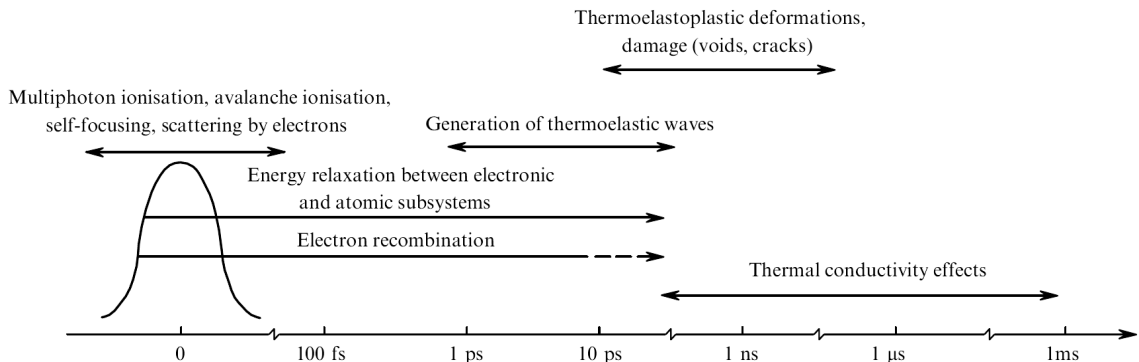 Thermoelastoplastic deformations,
damage (voids, cracks)
Multiphoton ionisation, avalanche ionisation,
self-focusing, scattering by electrons
Generation of thermoelastic waves
Energy relaxation between electronic
and atomic subsystems
Electron recombination
Thermal conductivity effects
0 100 fs 1 ps 10 ps 1 ns 1 μs 1ms